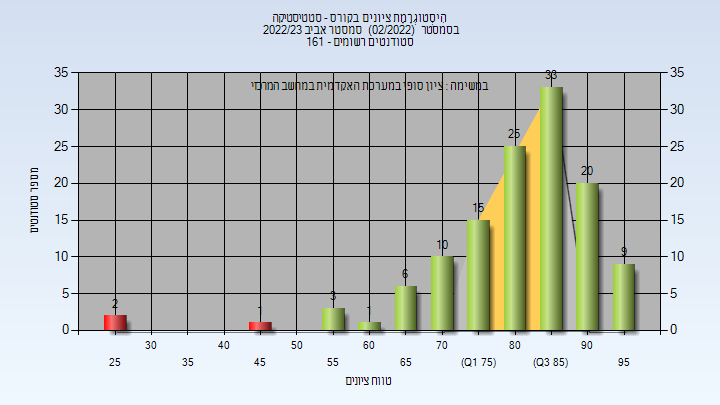 היסטוגרמת ציונים בקורס - סטטיסטיקה
בסמסטר (02/2022) סמסטר אביב 2022/23
סטודנטים רשומים - 161
במשימה : ציון סופי במערכת האקדמית במחשב המרכזי
מספר סטודנטים
35 30 25 20 15 10 5 0
2 1 3 1 6 10 15 25 33 20 9
35 30 25 20 15 10 5 0
30 40 50 60 70 80 90
25 35 45 55 65 (Q1 75) (Q3 85) 95
טווח ציונים